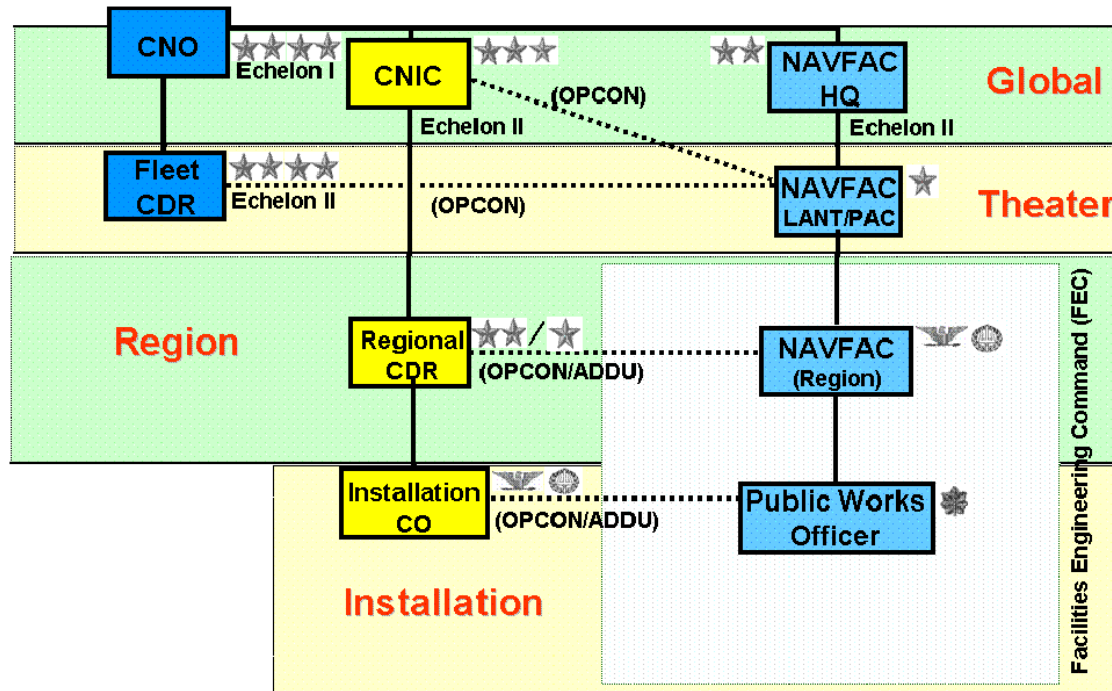 CNO
Echelon I
CNIC
NAVFAC
HQ
Global
(OPCON)
Echelon II
Echelon II
Fleet
CDR
Echelon II
(OPCON)
NAVFAC
LANT/PAC
Theater
Region
Regional
CDR
/
(OPCON/ADDU)
NAVFAC
(Region)
Facilities Engineering Command (FEC)
Installation
CO
(OPCON/ADDU)
Public Works
Officer
Installation